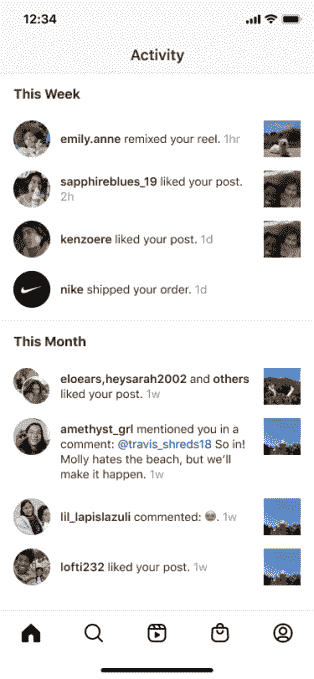 12:34
Activity
This Week
emily.anne remixed your reel. 1hr
sapphireblues_19 liked your post.
2h
kenzoere liked your post. 1d
nike shipped your order. 1d
This Month
eloears,heysarah2002 and others
liked your post. 1w
amethyst_grl mentioned you in a
comment: @travis_shreds18 So in!
Molly hates the beach, but we'll
make it happen. 1w
lil_lapislazuli commented: 😍. 1w
lofti232 liked your post. 1w